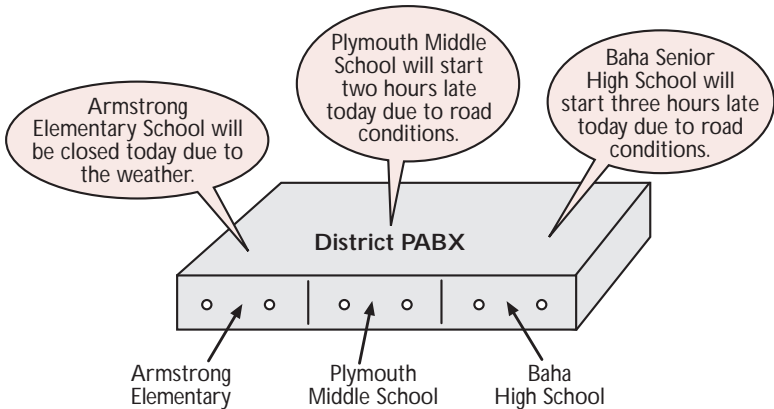 Armstrong
Elementary School will
be closed today due to
the weather.
Plymouth Middle
School will start
two hours late
today due to road
conditions.
Baha Senior
High School will
start three hours late
today due to road
conditions.
District PABX
Armstrong
Elementary
Plymouth
Middle School
Baha
High School